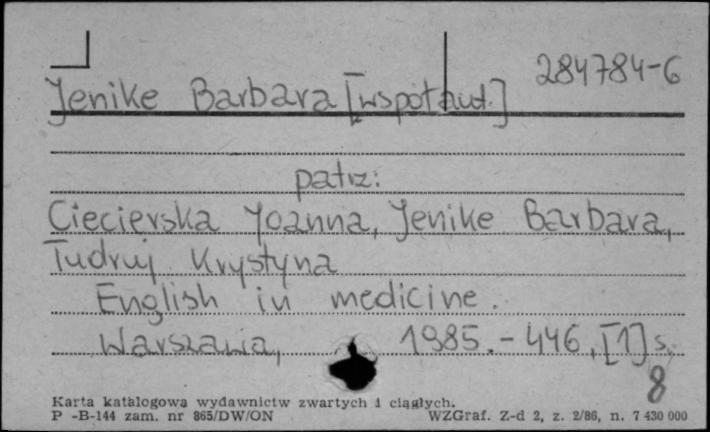 284784-6
Jenike Barbara [współaut.]
patrz:
Ciecierska Joanna, Jenike Barbara,
Tudruj Krystyna
English in medicine.
Warszawa, 1985. - 446, [1] s.
8
Karta katalogowa wydawnictw zwartych i ciągłych.
P -B-144 zam. nr 865/DW/ON WZGraf. Z-d 2, z. 2/86, n. 7 430 000